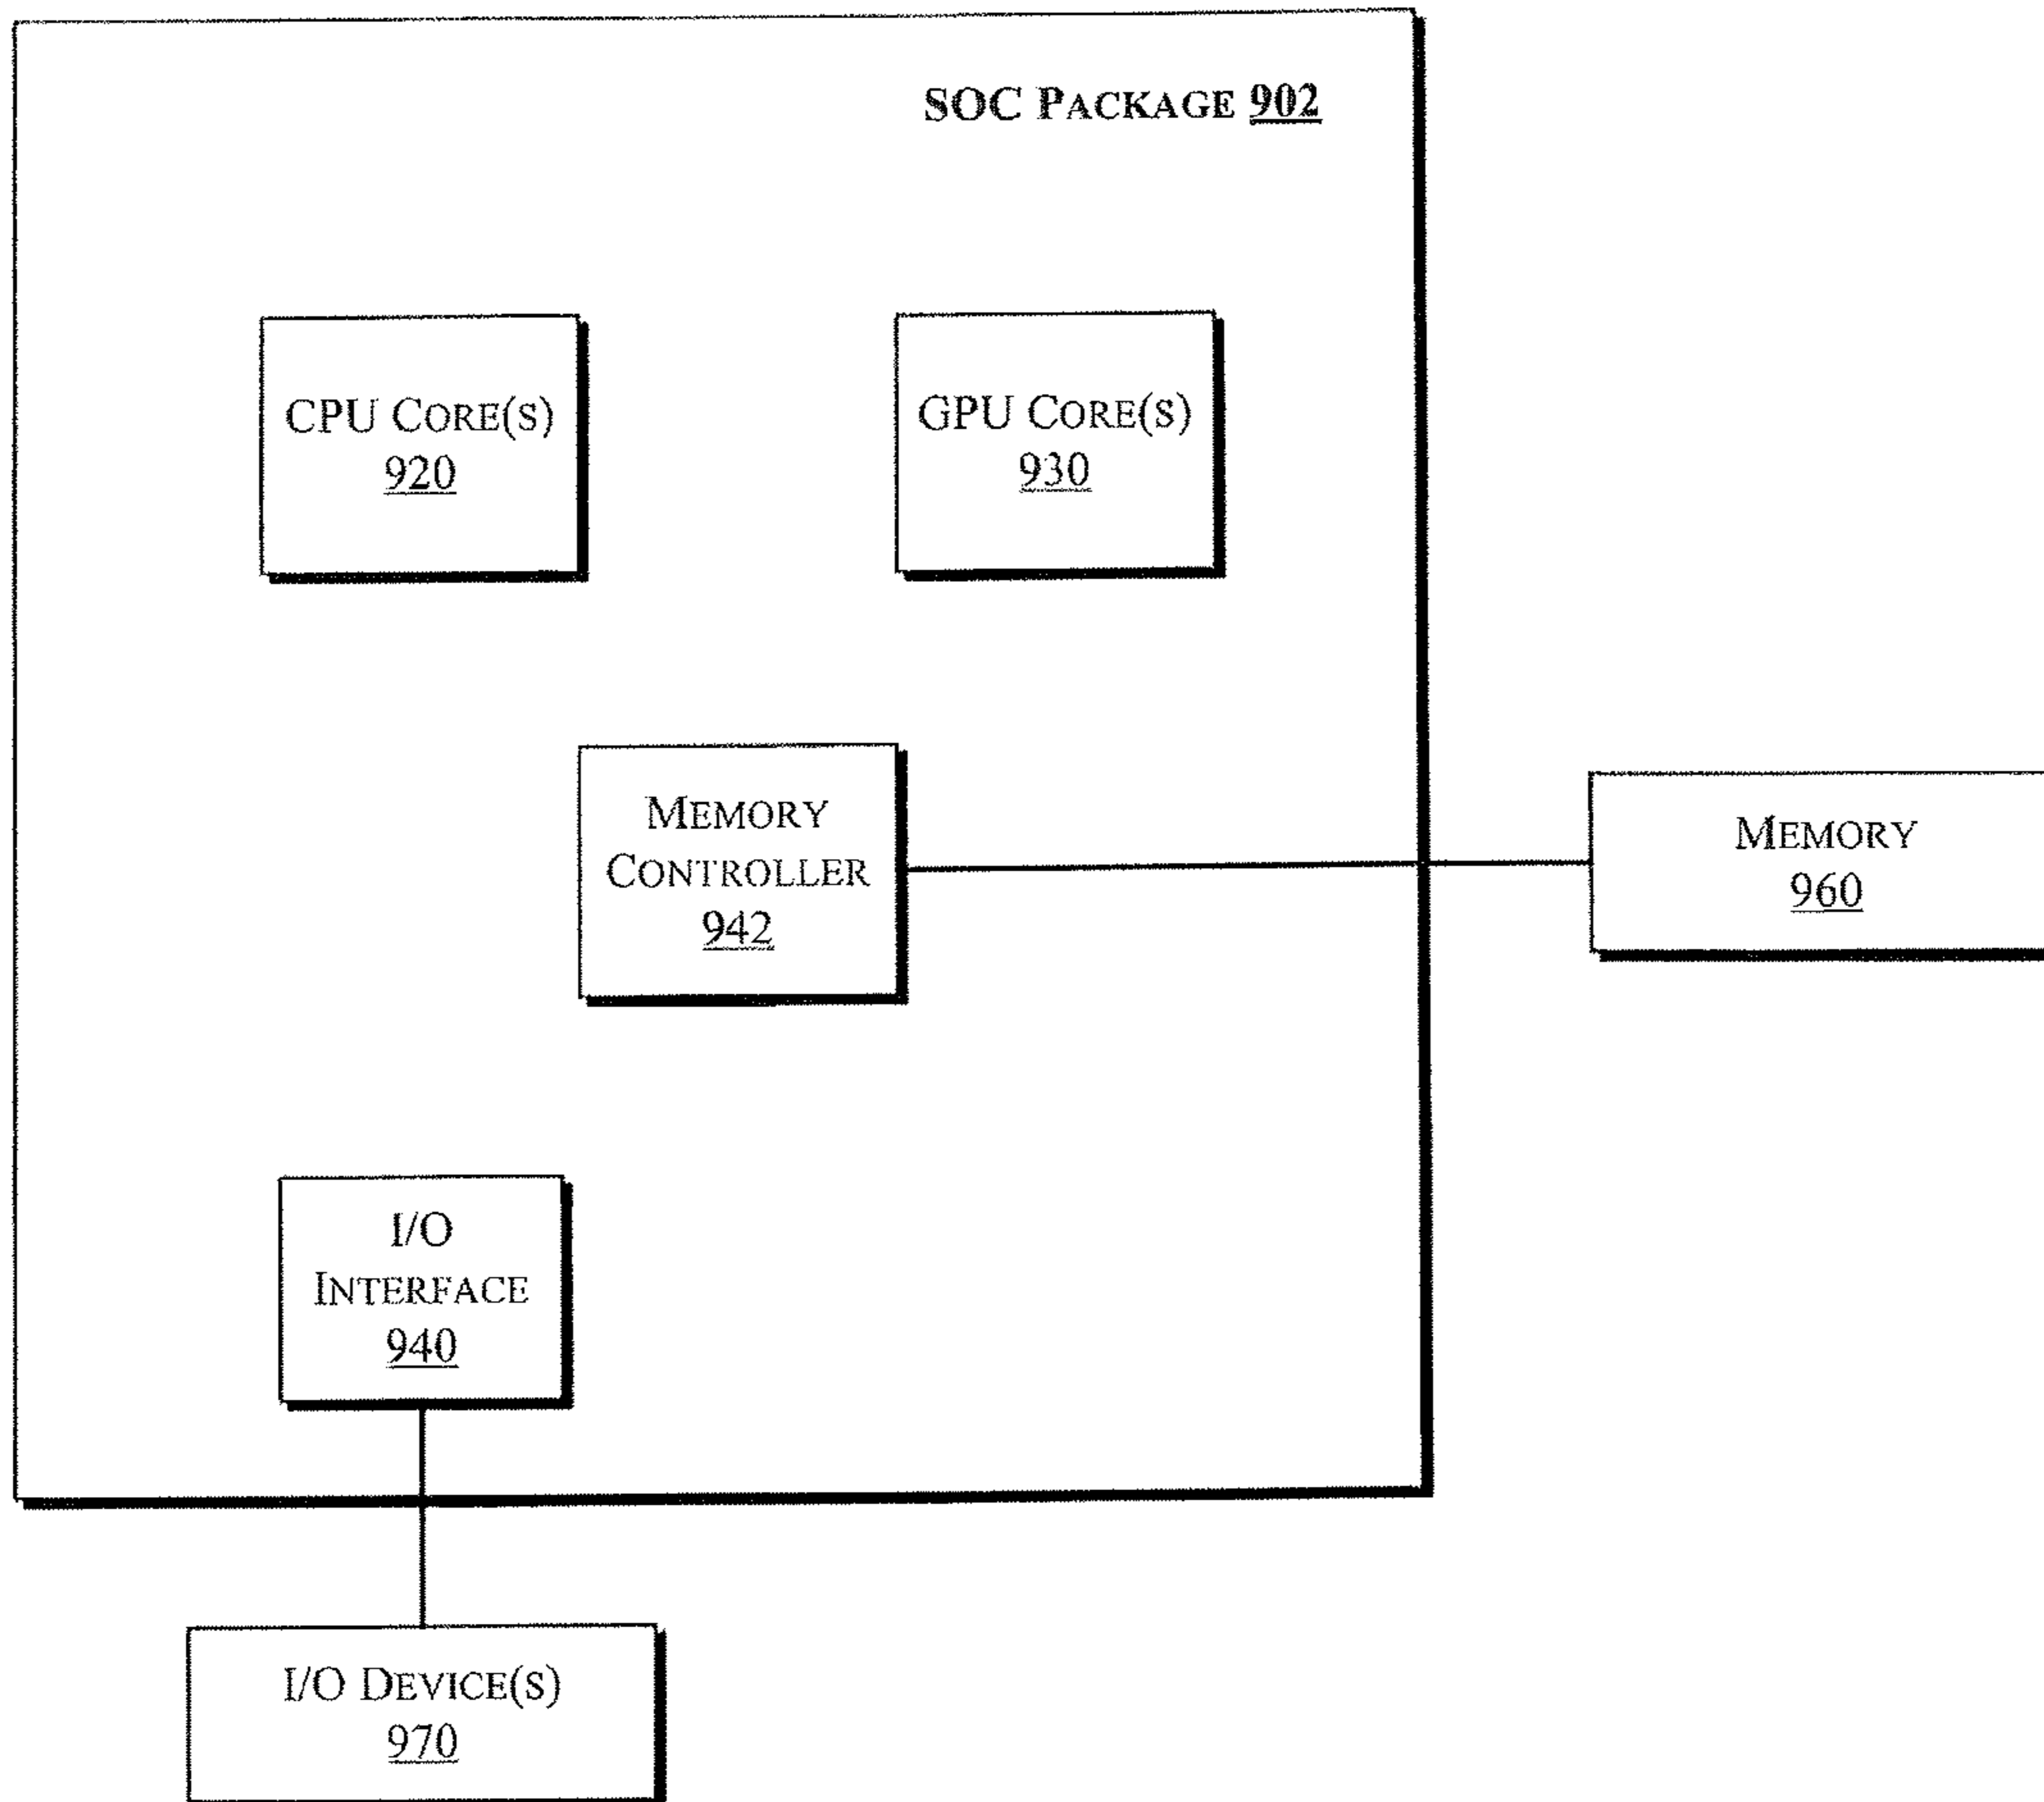 SOC PACKAGE 902
CPU CORE(S)
920
GPU CORE(S)
930
MEMORY
CONTROLLER
942
MEMORY
960
I/O
INTERFACE
940
I/O DEVICE(S)
970